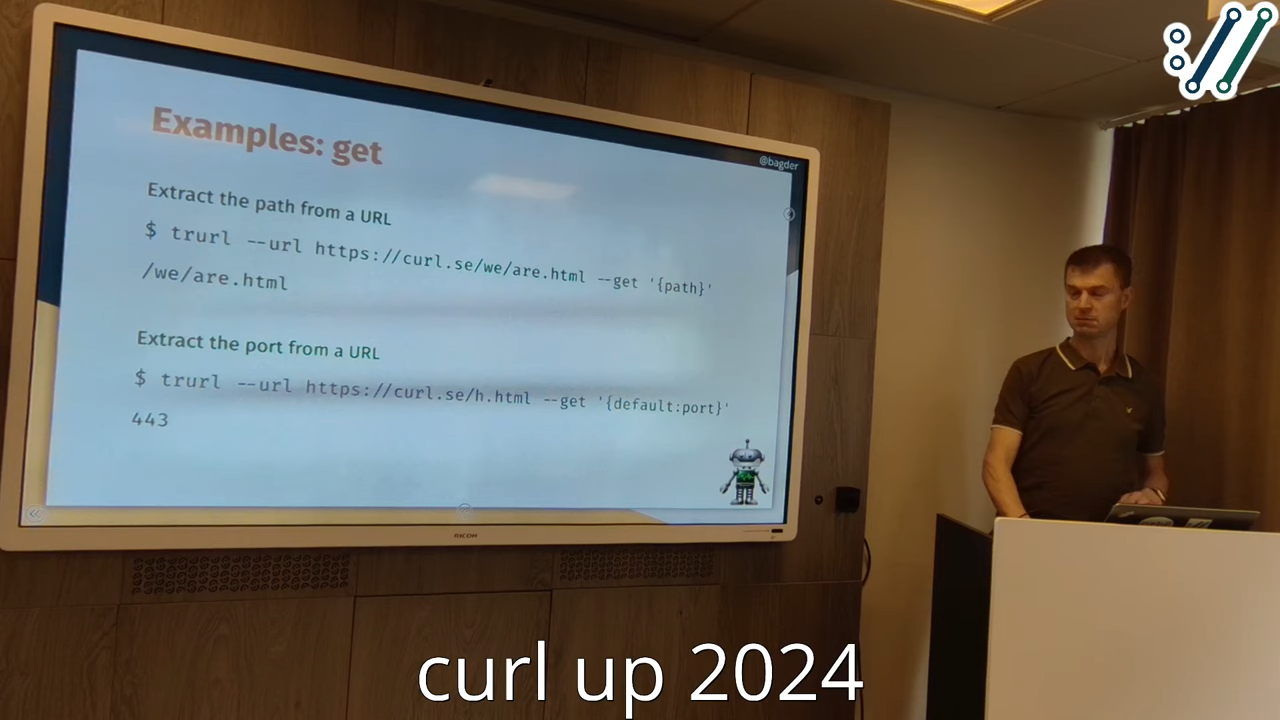 @bagder
Examples: get
Extract the path from a URL
$ trurl --url https://curl.se/we/are.html --get '{path}'
/we/are.html
Extract the port from a URL
$ trurl --url https://curl.se/h.html --get '{default:port}'
443
RICOH
curl up 2024